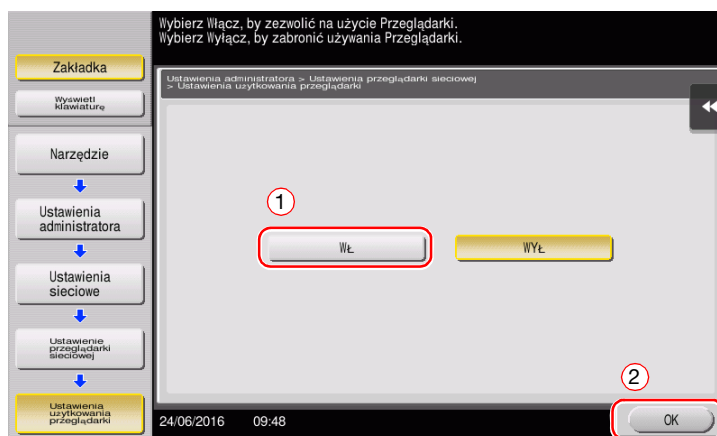 Wybierz Włącz, by zezwolić na użycie Przeglądarki.
Wybierz Wyłącz, by zabronić używania Przeglądarki.
Zakładka
Wyświetl
klawiaturę
Ustawienia administratora > Ustawienia przeglądarki sieciowej
> Ustawienia użytkowania przeglądarki
Narzędzie
Ustawienia
administratora
Ustawienia
sieciowe
Ustawienie
przeglądarki
sieciowej
Ustawienia
użytkowania
przeglądarki
1
WŁ
WYŁ
2
OK
24/06/2016 09:48